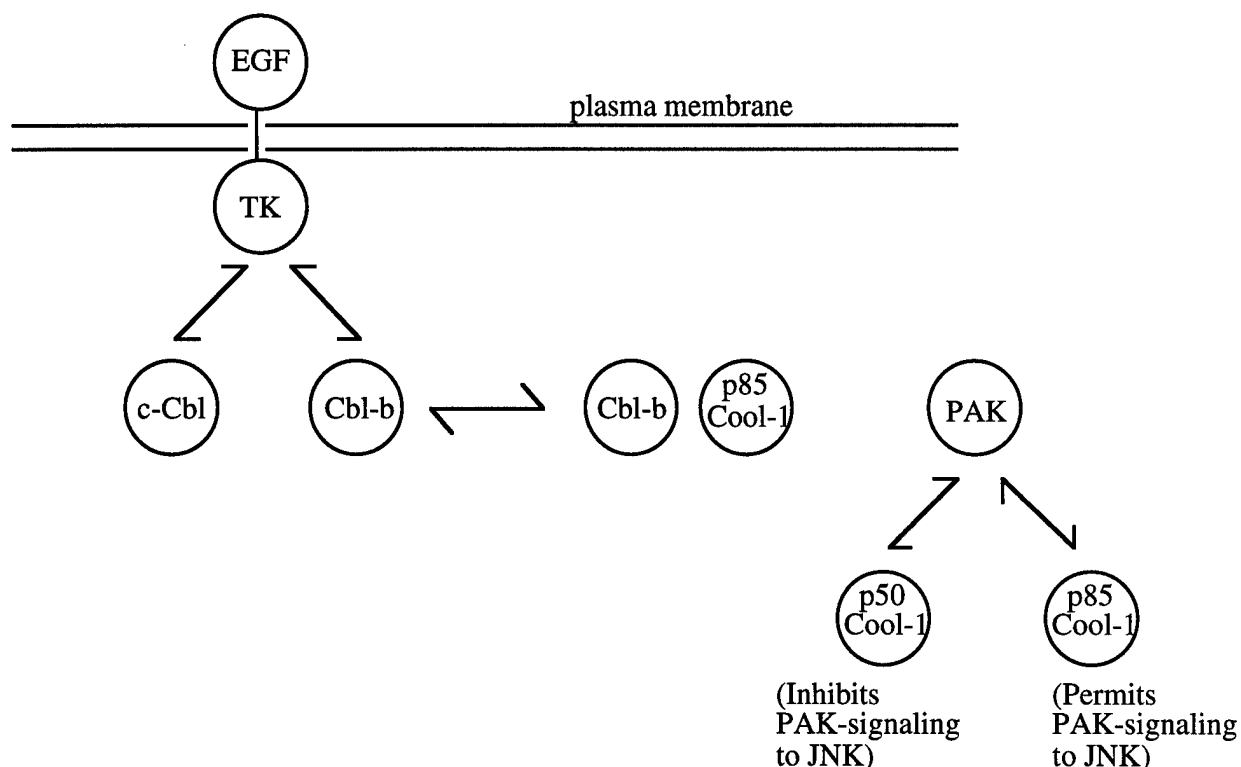 EGF
plasma membrane
TK
c-Cbl
Cbl-b
Cbl-b
p85
Cool-1
PAK
p50
Cool-1
p85
Cool-1
(Inhibits
PAK-signaling
to JNK)
(Permits
PAK-signaling
to JNK)